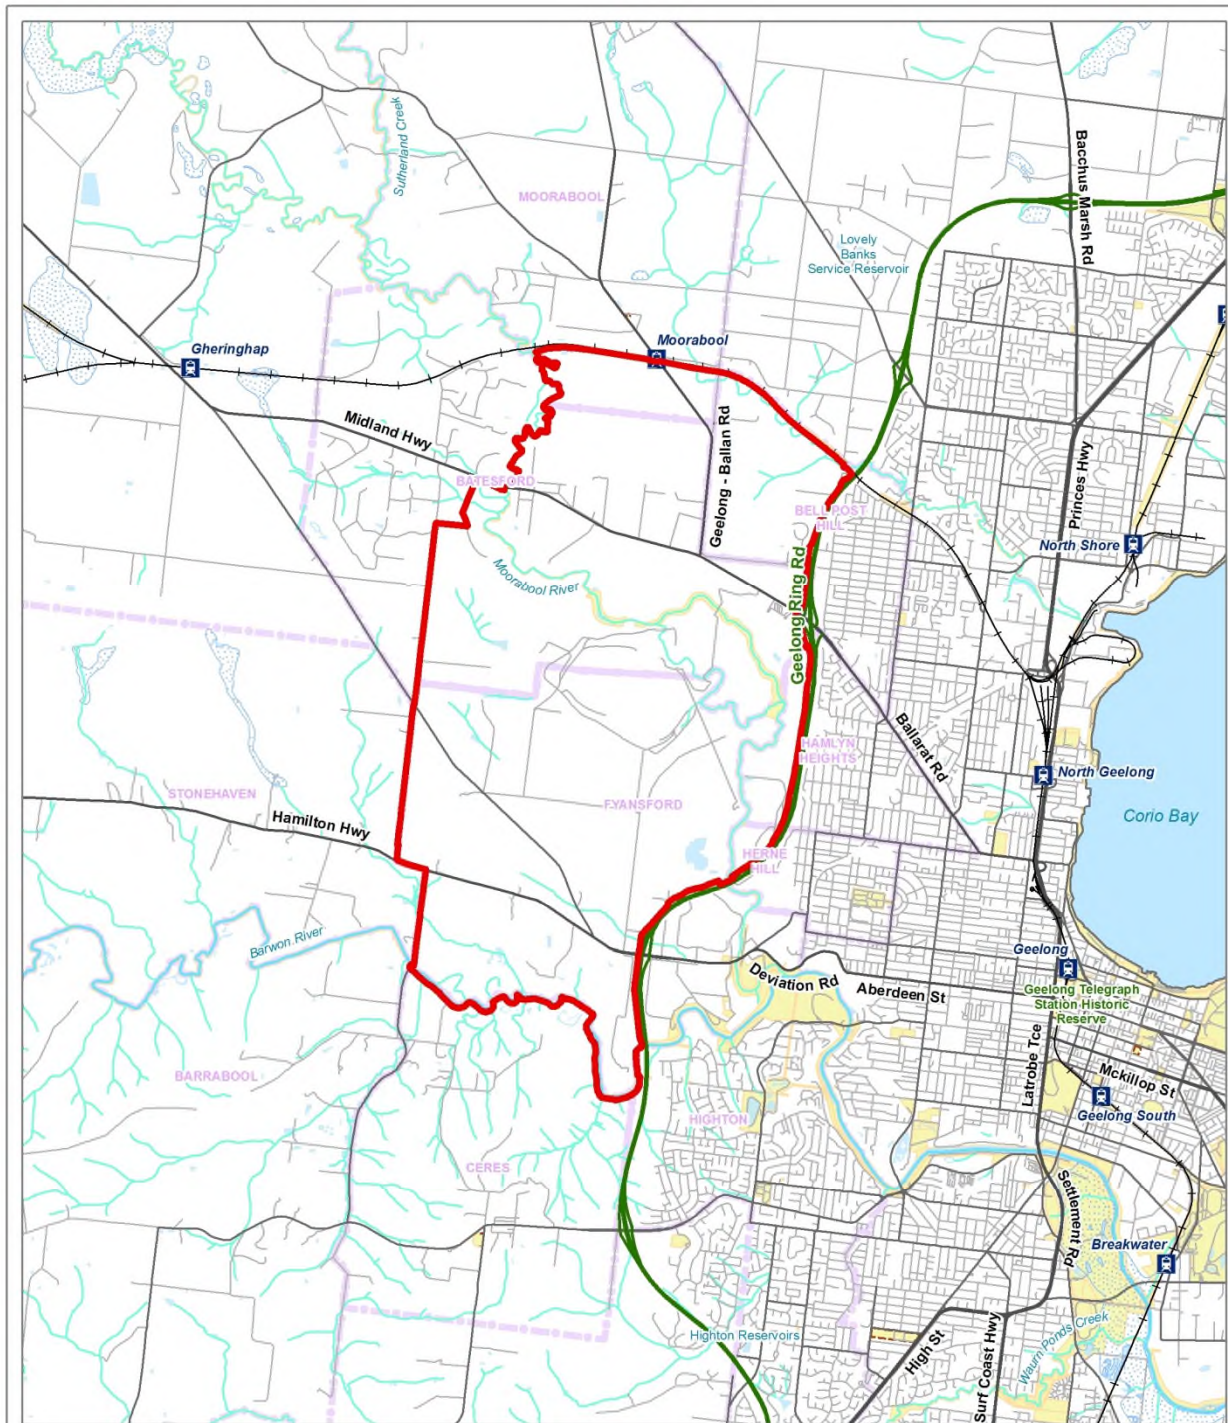 Sutherland Creek
Bacchus Marsh Rd
MOORABOOL
Lovely
Banks
Service Reservoir
Gheringhap
Moorabool
Midland Hwy
Geelong - Ballan Rd
Princes Hwy
BATESFORD
BELL POST
HILL
North Shore
Moorabool River
Geelong Ring Rd
Ballarat Rd
HAMLYN
HEIGHTS
North Geelong
STONEHAVEN
FYANSFORD
Hamilton Hwy
Corio Bay
HERNE
HILL
Barwon River
Geelong
Deviation Rd
Aberdeen St
Geelong Telegraph
Station Historic
Reserve
Latrobe Tce
BARRABOOL
Mckillop St
Geelong South
HIGHTON
CERES
Settlement Rd
Breakwater
Highton Reservoirs
High St
Surf Coast Hwy
Waurn Ponds Creek